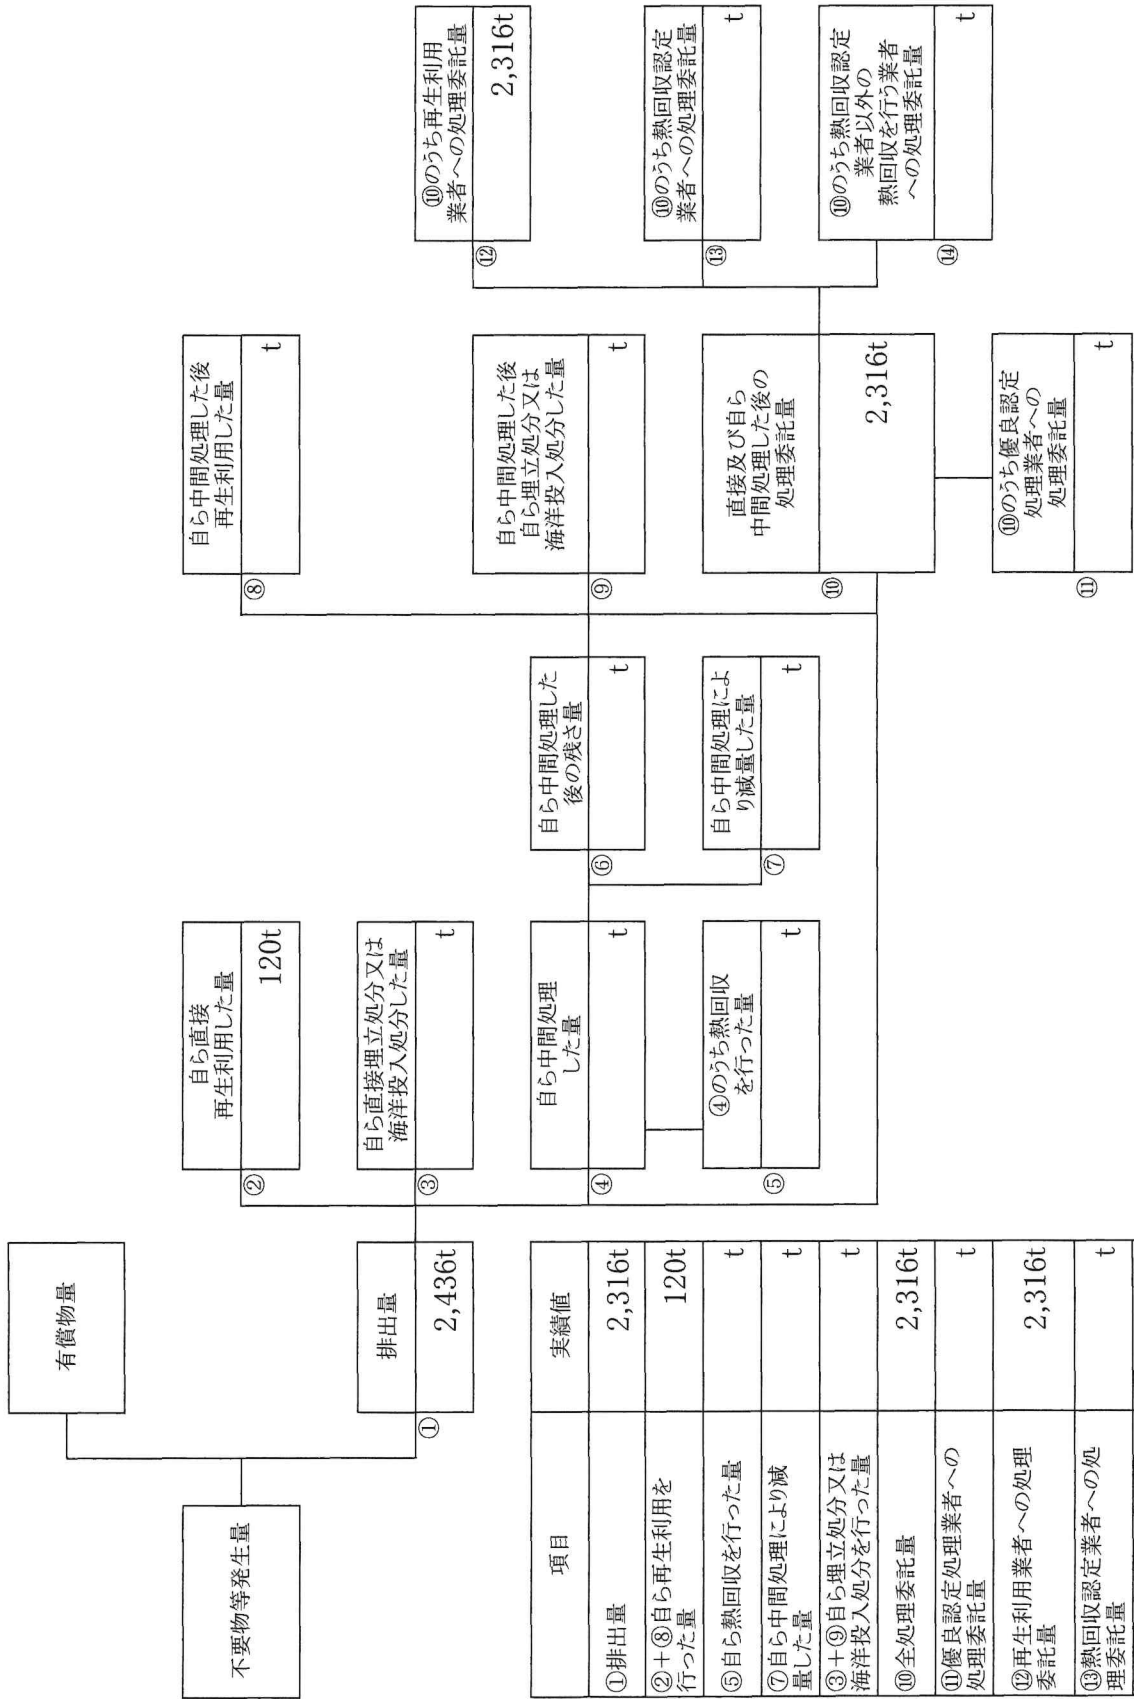 不要物等発生量
有償物量
①
排出量
2,436t
②
自ら直接
再生利用した量
120t
③
自ら直接埋立処分又は
海洋投入処分した量
t
④
自ら中間処理
した量
t
⑤
④のうち熱回収
を行った量
t
⑥
自ら中間処理した
後の残さ量
t
⑦
自ら中間処理によ
り減量した量
t
⑧
自ら中間処理した後
再生利用した量
t
⑨
自ら中間処理した後
自ら埋立処分又は
海洋投入処分した量
t
⑩
直接及び自ら
中間処理した後の
処理委託量
2,316t
⑪
⑩のうち優良認定
処理業者への
処理委託量
t
⑫
⑩のうち再生利用
業者への処理委託量
2,316t
⑬
⑩のうち熱回収認定
業者への処理委託量
t
⑭
⑩のうち熱回収認定
業者以外の
熱回収を行う業者
への処理委託量
t
項目 実績値
①排出量 2,316t
②+⑧自ら再生利用を
行った量
120t
⑤自ら熱回収を行った量 t
⑦自ら中間処理により減
量した量
t
③+⑨自ら埋立処分又は
海洋投入処分を行った量
t
⑩全処理委託量 2,316t
⑪優良認定処理業者への
処理委託量
t
⑫再生利用業者への処理
委託量
2,316t
⑬熱回収認定業者への処
理委託量
t